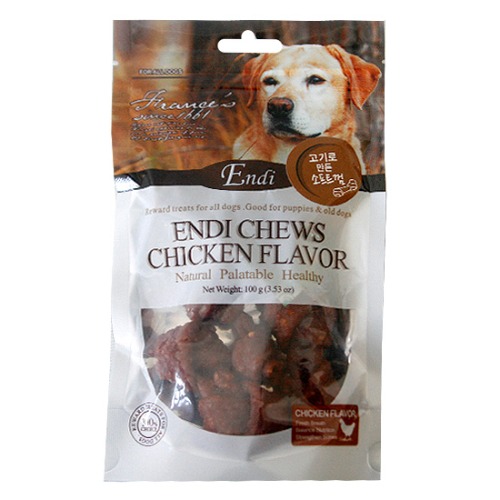 FOR ALL DOGS
France's
since 1661
Endi
고기로
만든
소프트껌
Reward treats for all dogs .Good for puppies & old dogs
ENDI CHEWS
CHICKEN FLAVOR
Natural Palatable Healthy
Net Weight: 100 g (3.53 oz)
CHICKEN FLAVOR